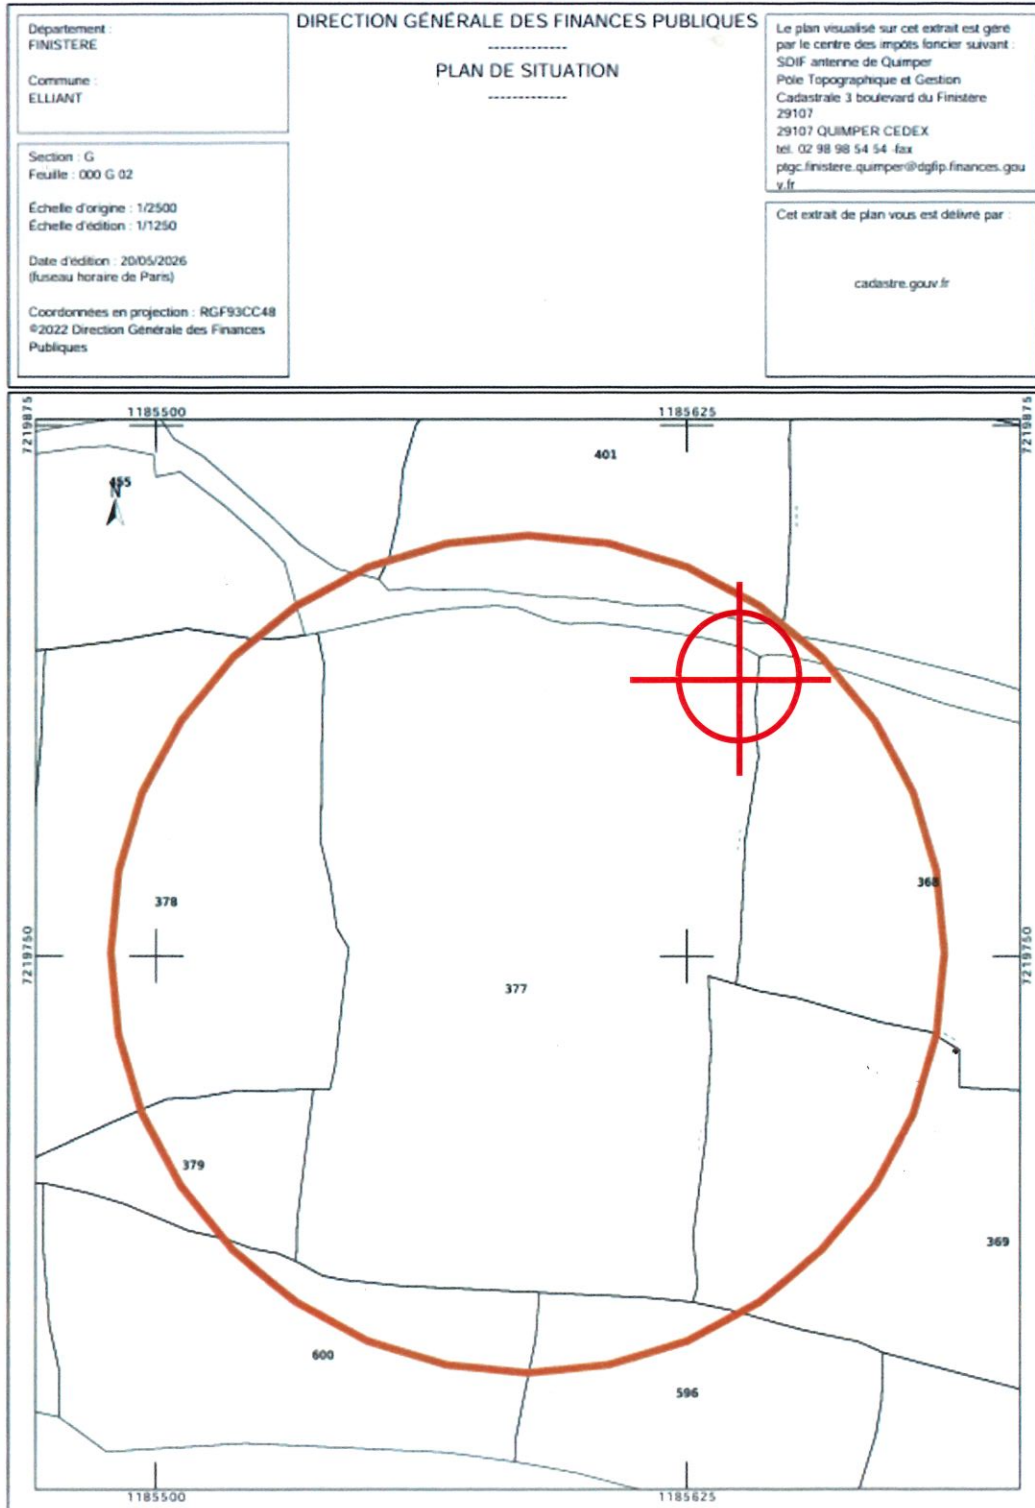 DIRECTION GÉNÉRALE DES FINANCES PUBLIQUES
-------------
PLAN DE SITUATION
-------------
Département :
FINISTERE
Commune :
ELLIANT
Section : G
Feuille : 000 G 02
Échelle d'origine : 1/2500
Échelle d'édition : 1/1250
Date d'édition : 20/05/2026
(fuseau horaire de Paris)
Coordonnées en projection : RGF93CC48
©2022 Direction Générale des Finances
Publiques
Le plan visualisé sur cet extrait est géré
par le centre des impôts foncier suivant :
SDIF antenne de Quimper
Pôle Topographique et Gestion
Cadastrale 3 boulevard du Finistère
29107
29107 QUIMPER CEDEX
tél. 02 98 98 54 54 -fax
ptgc.finistere.quimper@dgfip.finances.gou
v.fr
Cet extrait de plan vous est délivré par :
cadastre.gouv.fr
1185500
1185625
7219875
7219875
401
455
N
378
368
7219750
7219750
377
379
369
600
596
1185500
1185625